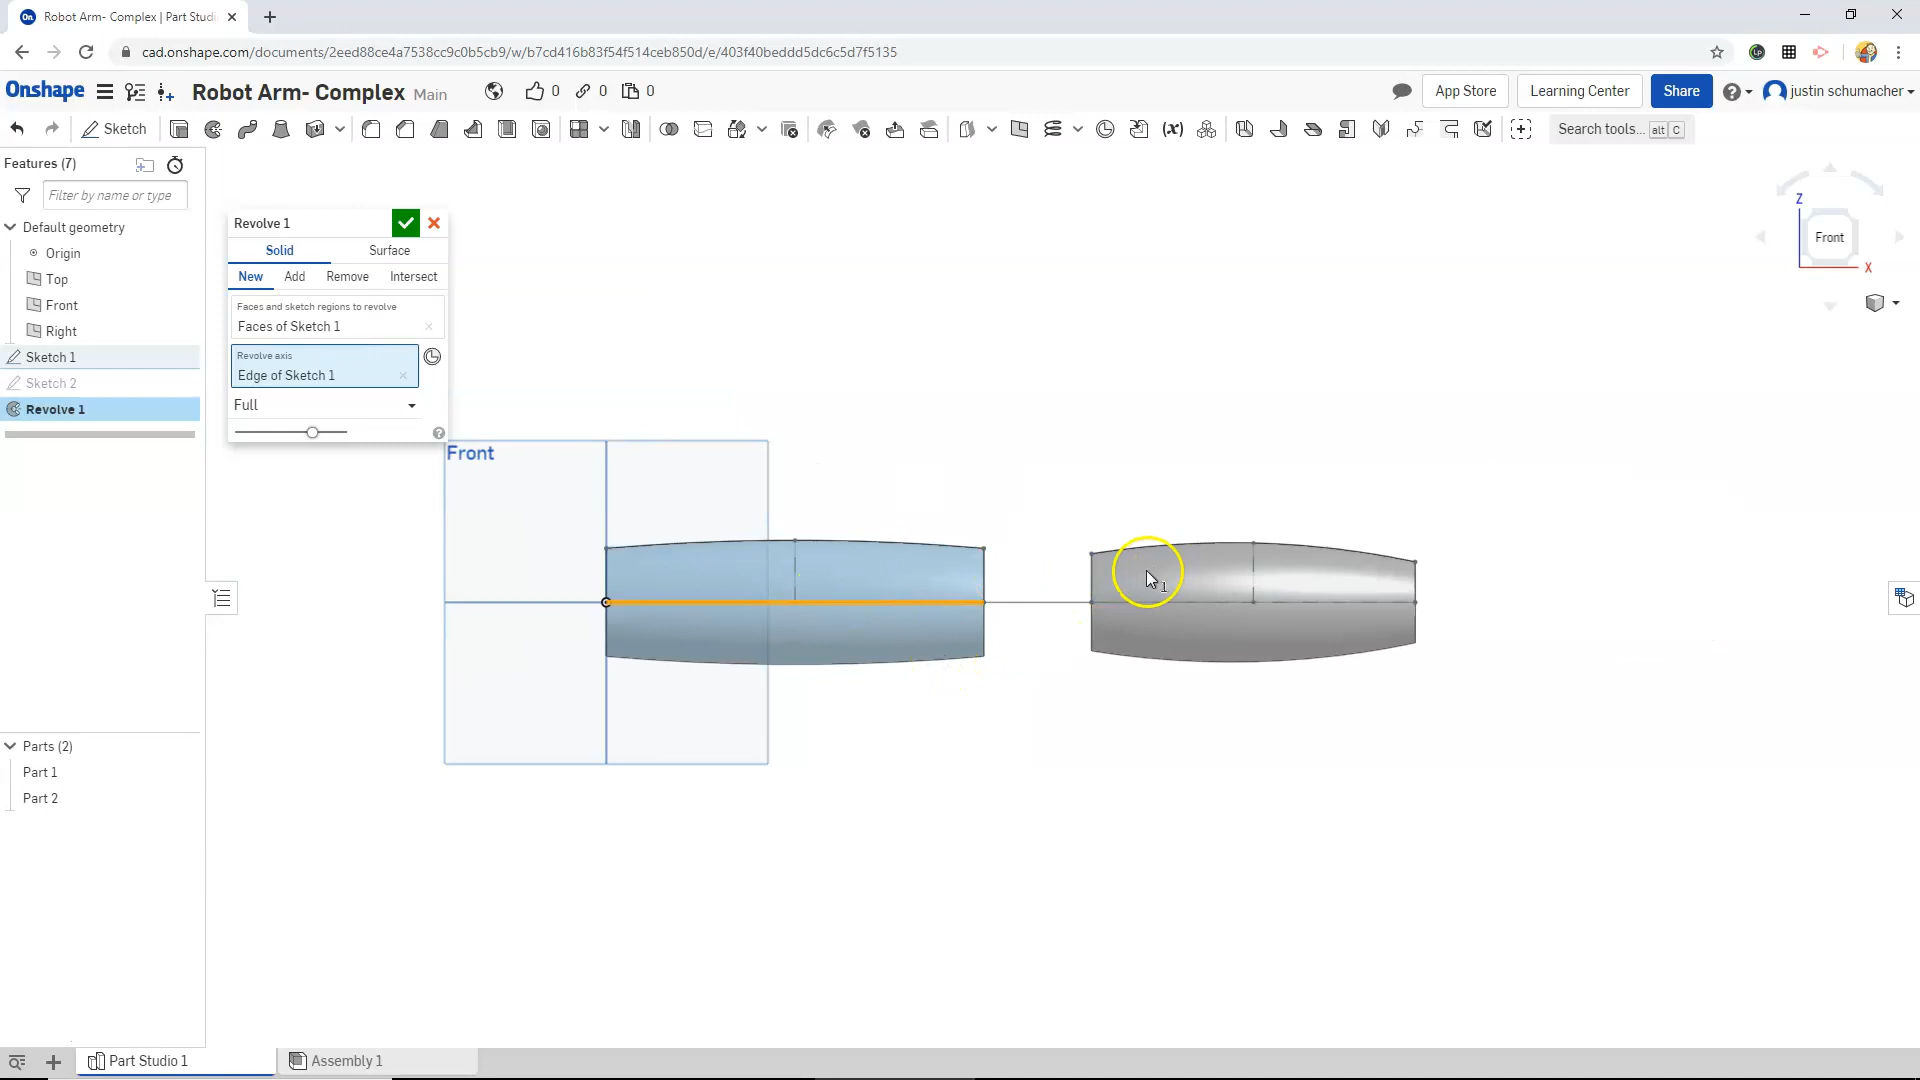 Robot Arm- Complex | Part Studi
cad.onshape.com/documents/2eed88ce4a7538cc9c0b5cb9/w/b7cd416b83f54f514ceb850d/e/403f40beddd5dc6c5d7f5135
Onshape
Robot Arm- Complex Main
0
0
0
App Store
Learning Center
Share
justin schumacher
Sketch
(x)
Search tools... alt C
Features (7)
Filter by name or type
Default geometry
Origin
Top
Front
Right
Sketch 1
Sketch 2
Revolve 1
Revolve 1
Solid
Surface
New
Add
Remove
Intersect
Faces and sketch regions to revolve
Faces of Sketch 1
Revolve axis
Edge of Sketch 1
Full
Front
Z
Front
X
1
Parts (2)
Part 1
Part 2
Part Studio 1
Assembly 1